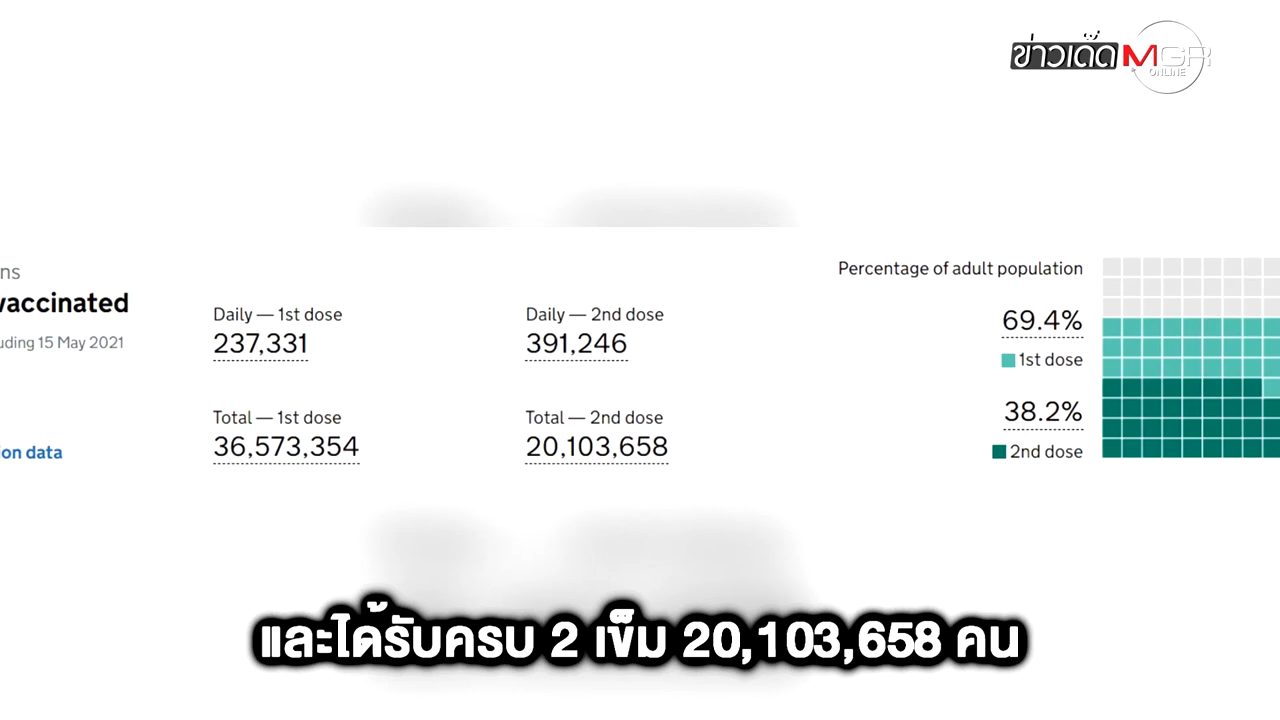 ข่าวเด็ด MGR
ONLINE
ns
Percentage of adult population
vaccinated
Daily — 1st dose
Daily — 2nd dose
69.4%
uding 15 May 2021
237,331
391,246
1st dose
Total — 1st dose
Total — 2nd dose
38.2%
36,573,354
20,103,658
ion data
2nd dose
และได้รับครบ 2 เข็ม 20,103,658 คน